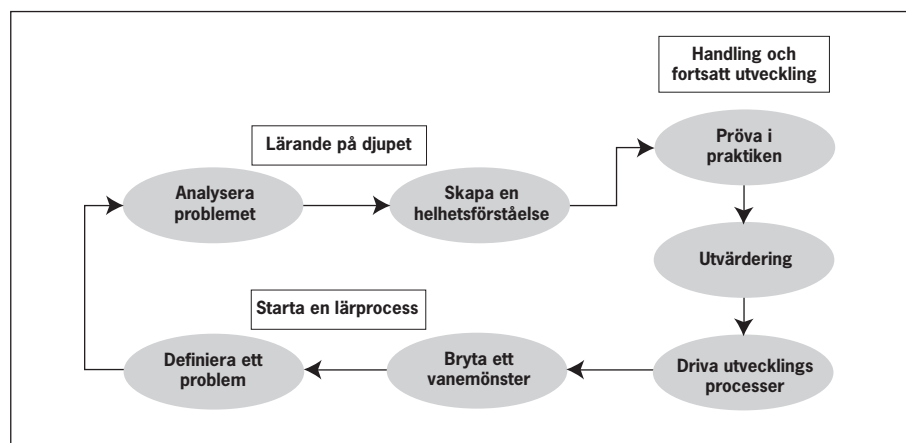 Handling och
fortsatt utveckling
Lärande på djupet
Pröva i
praktiken
Analysera
problemet
Skapa en
helhetsförståelse
Utvärdering
Starta en lärprocess
Definiera ett
problem
Bryta ett
vanemönster
Driva utvecklings
processer